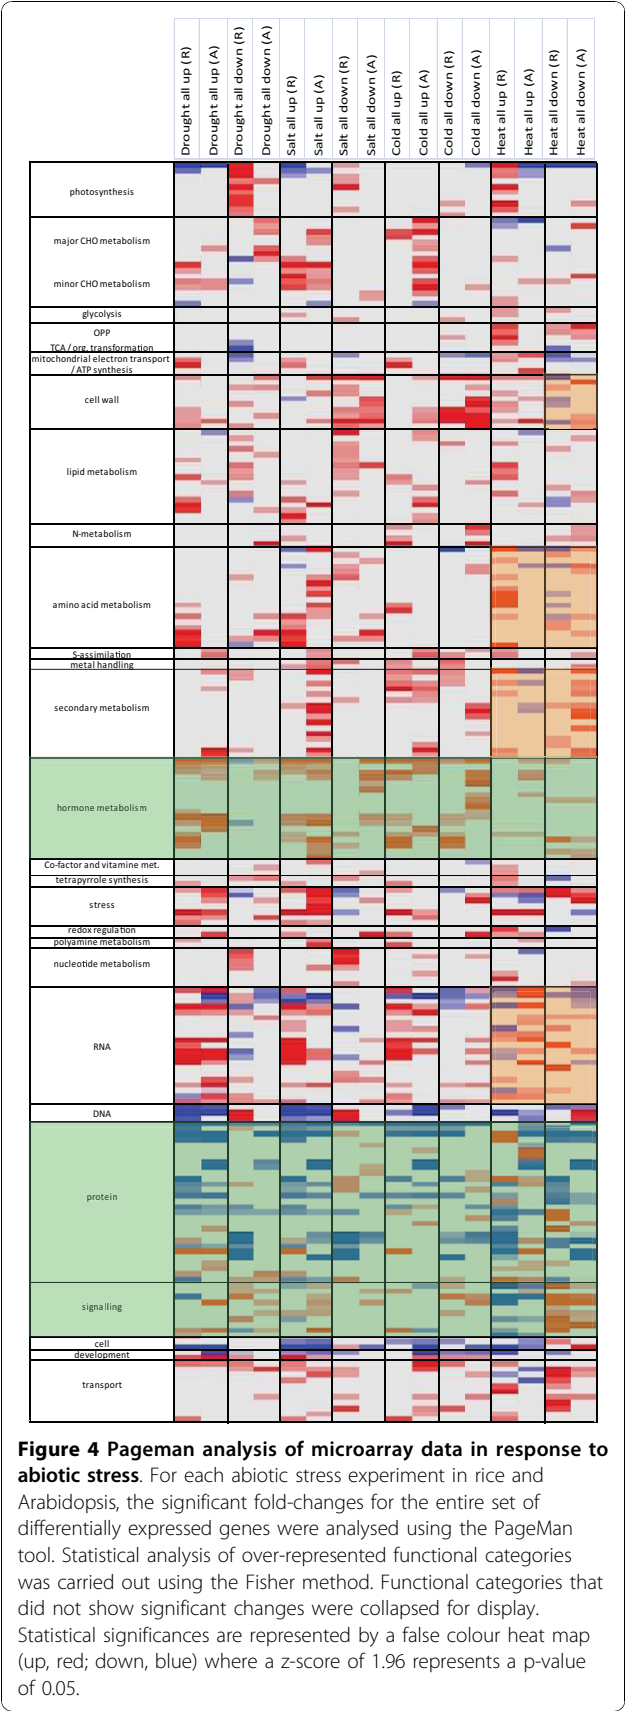 Drought all up (R)
Drought all up (A)
Drought all down (R)
Drought all down (A)
Salt all up (R)
Salt all up (A)
Salt all down (R)
Salt all down (A)
Cold all up (R)
Cold all up (A)
Cold all down (R)
Cold all down (A)
Heat all up (R)
Heat all up (A)
Heat all down (R)
Heat all down (A)
photosynthesis
major CHO metabolism
minor CHO metabolism
glycolysis
OPP
TCA / org. transformation
mitochondrial electron transport
/ ATP synthesis
cell wall
lipid metabolism
N-metabolism
amino acid metabolism
S-assimilation
metal handling
secondary metabolism
hormone metabolism
Co-factor and vitamine met.
tetrapyrrole synthesis
stress
redox regulation
polyamine metabolism
nucleotide metabolism
RNA
DNA
protein
signalling
cell
development
transport
Figure 4 Pageman analysis of microarray data in response to
abiotic stress. For each abiotic stress experiment in rice and
Arabidopsis, the significant fold-changes for the entire set of
differentially expressed genes were analysed using the PageMan
tool. Statistical analysis of over-represented functional categories
was carried out using the Fisher method. Functional categories that
did not show significant changes were collapsed for display.
Statistical significances are represented by a false colour heat map
(up, red; down, blue) where a z-score of 1.96 represents a p-value
of 0.05.